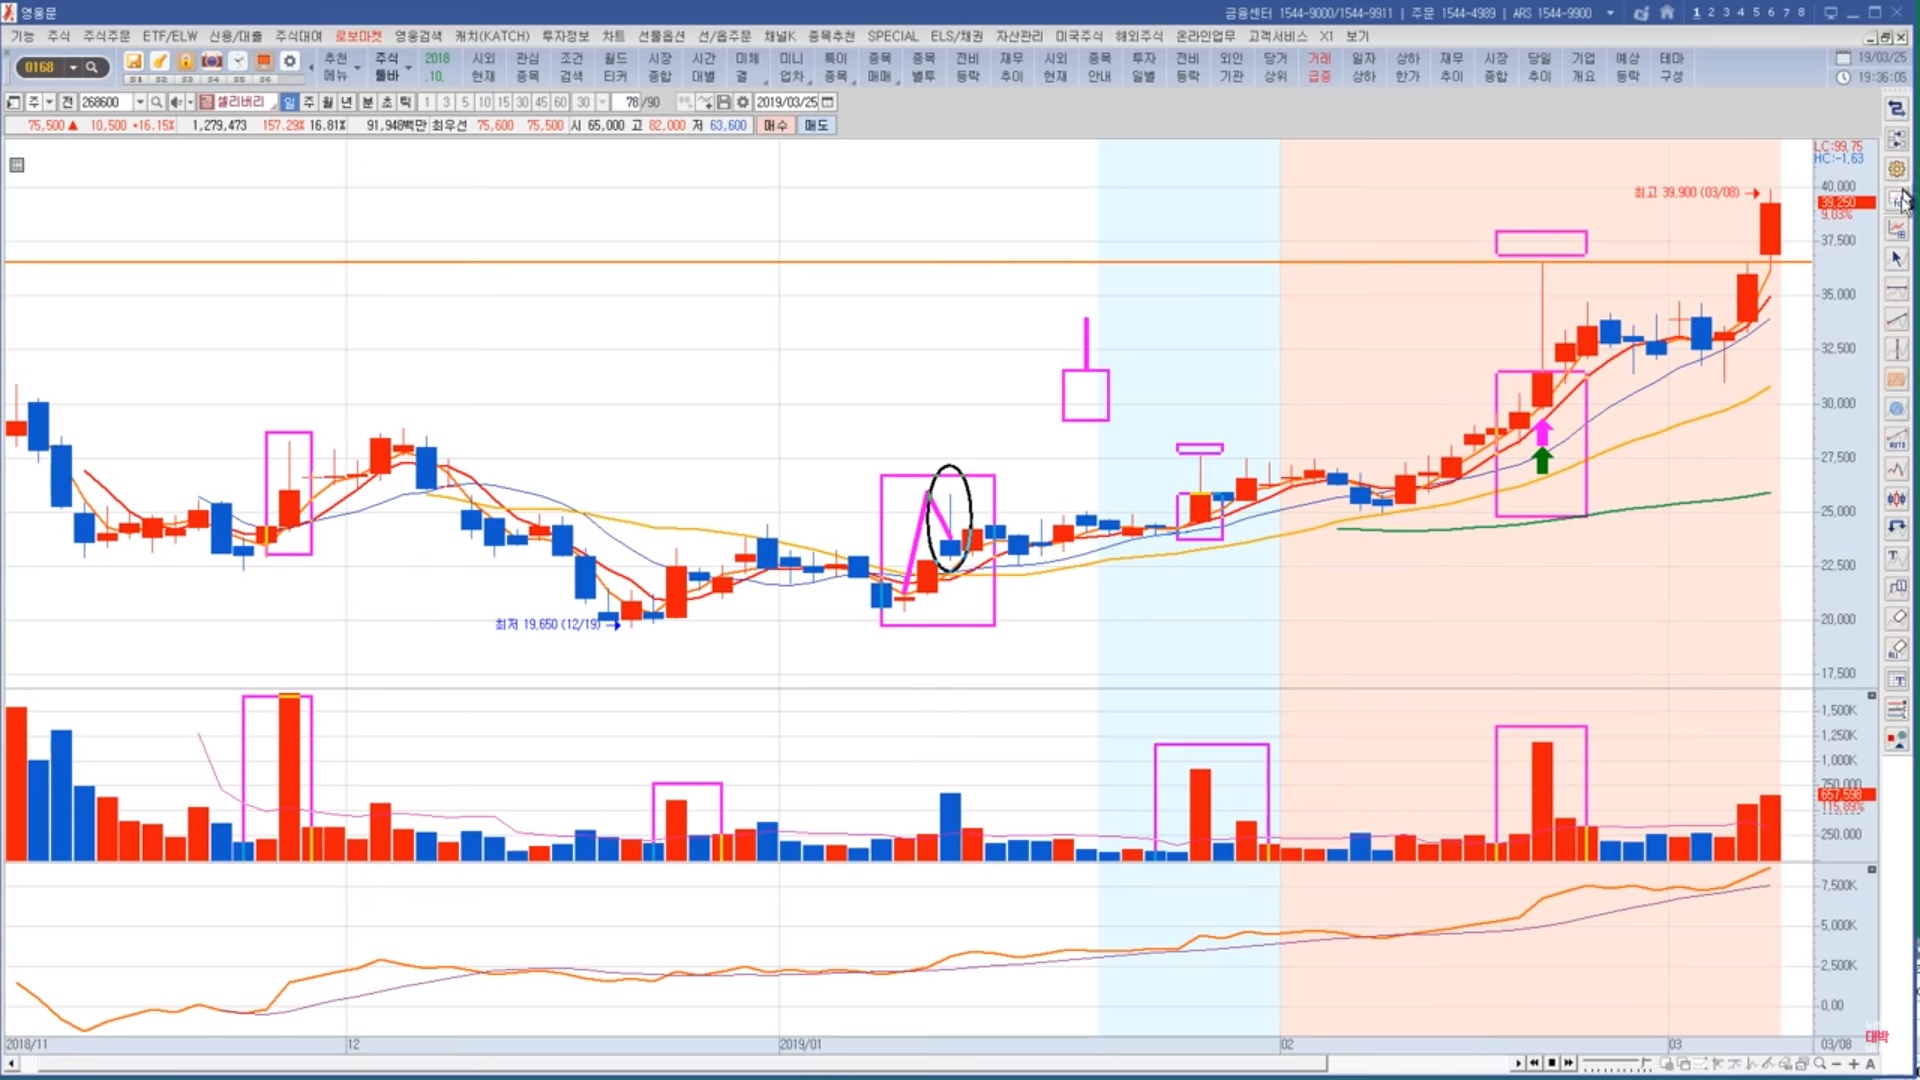 영웅문
금융센터 1544-9000/1544-9911 | 주문 1544-4989 | ARS 1544-9900
1 2 3 4 5 6 7 8
기능 주식 주식주문 ETF/ELW 신용/대출 주식대여 로보마켓 영웅검색 캐치(KATCH) 투자정보 차트 선물옵션 선/옵주문 채널K 종목추천 SPECIAL ELS/채권 자산관리 미국주식 해외주식 온라인업무 고객서비스 X1 보기
0168
S1 S2 S3 S4 S5 S6
추천 주식 2018 시외 관심 조건 월드 시장 시간 미체 미니 특이 종목 종목 전비 재무 시외 종목 투자 전비 외인 당기 거래 일자 상하 재무 시장 당일 기업 예상 테마
메뉴 툴바 .10. 현재 종목 검색 티커 종합 대별 결 업차 종목 매매 별투 등락 추이 현재 안내 일별 등락 기관 상위 급증 상하 한가 추이 종합 추이 개요 등락 구성
19/03/25
19:36:05
주 전 268600 셀리버리 일 주 월 년 분 초 틱 1 3 5 10 15 30 45 60 30 78 /90 2019/03/25
75,500▲ 10,500 +16.15% 1,279,473 157.29% 16.81% 91,948백만 최우선 75,600 75,500 시 65,000 고 82,000 저 63,600 매수 매도
LC:99.75
HC:-1.63
최고 39,900 (03/08)
40,000
39,250
9.03%
37,500
35,000
32,500
30,000
27,500
25,000
22,500
최저 19,650 (12/19)
20,000
17,500
1,500K
1,250K
1,000K
750,000
657,598
115.89%
250,000
7,500K
5,000K
2,500K
0,00
대박
2018/11 12 2019/01 02 03 03/08
AUTO
ALL
A